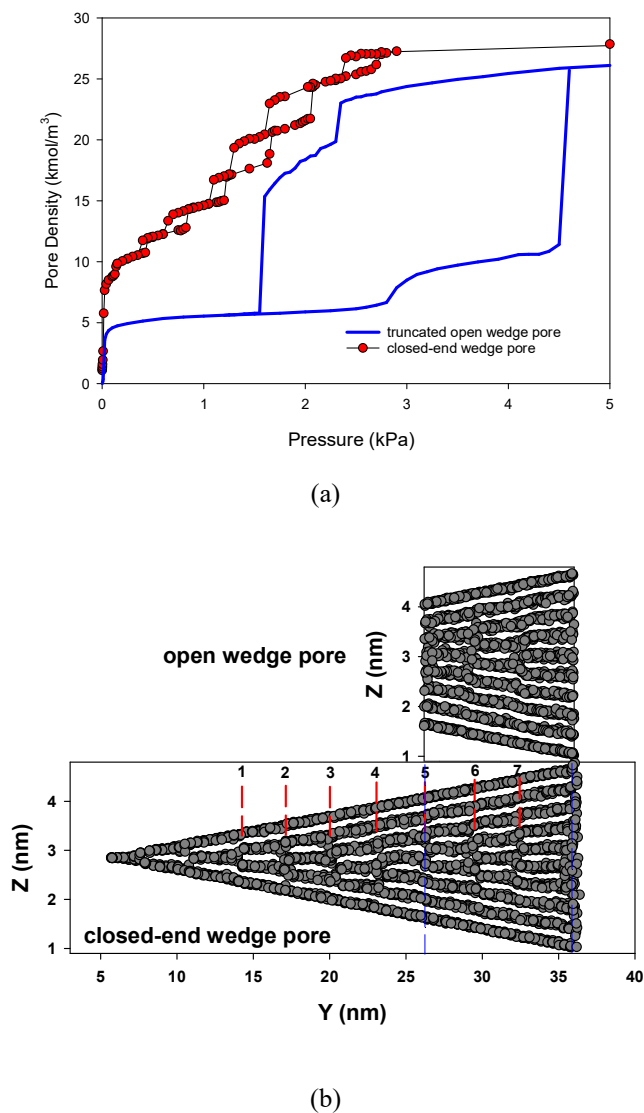 30
25
20
15
10
5
0
Pore Density (kmol/m³)
truncated open wedge pore
closed-end wedge pore
0 1 2 3 4 5
Pressure (kPa)
(a)
4
3
2
1
Z (nm)
open wedge pore
1 2 3 4 5 6 7
4
3
2
1
Z (nm)
closed-end wedge pore
5 10 15 20 25 30 35 40
Y (nm)
(b)